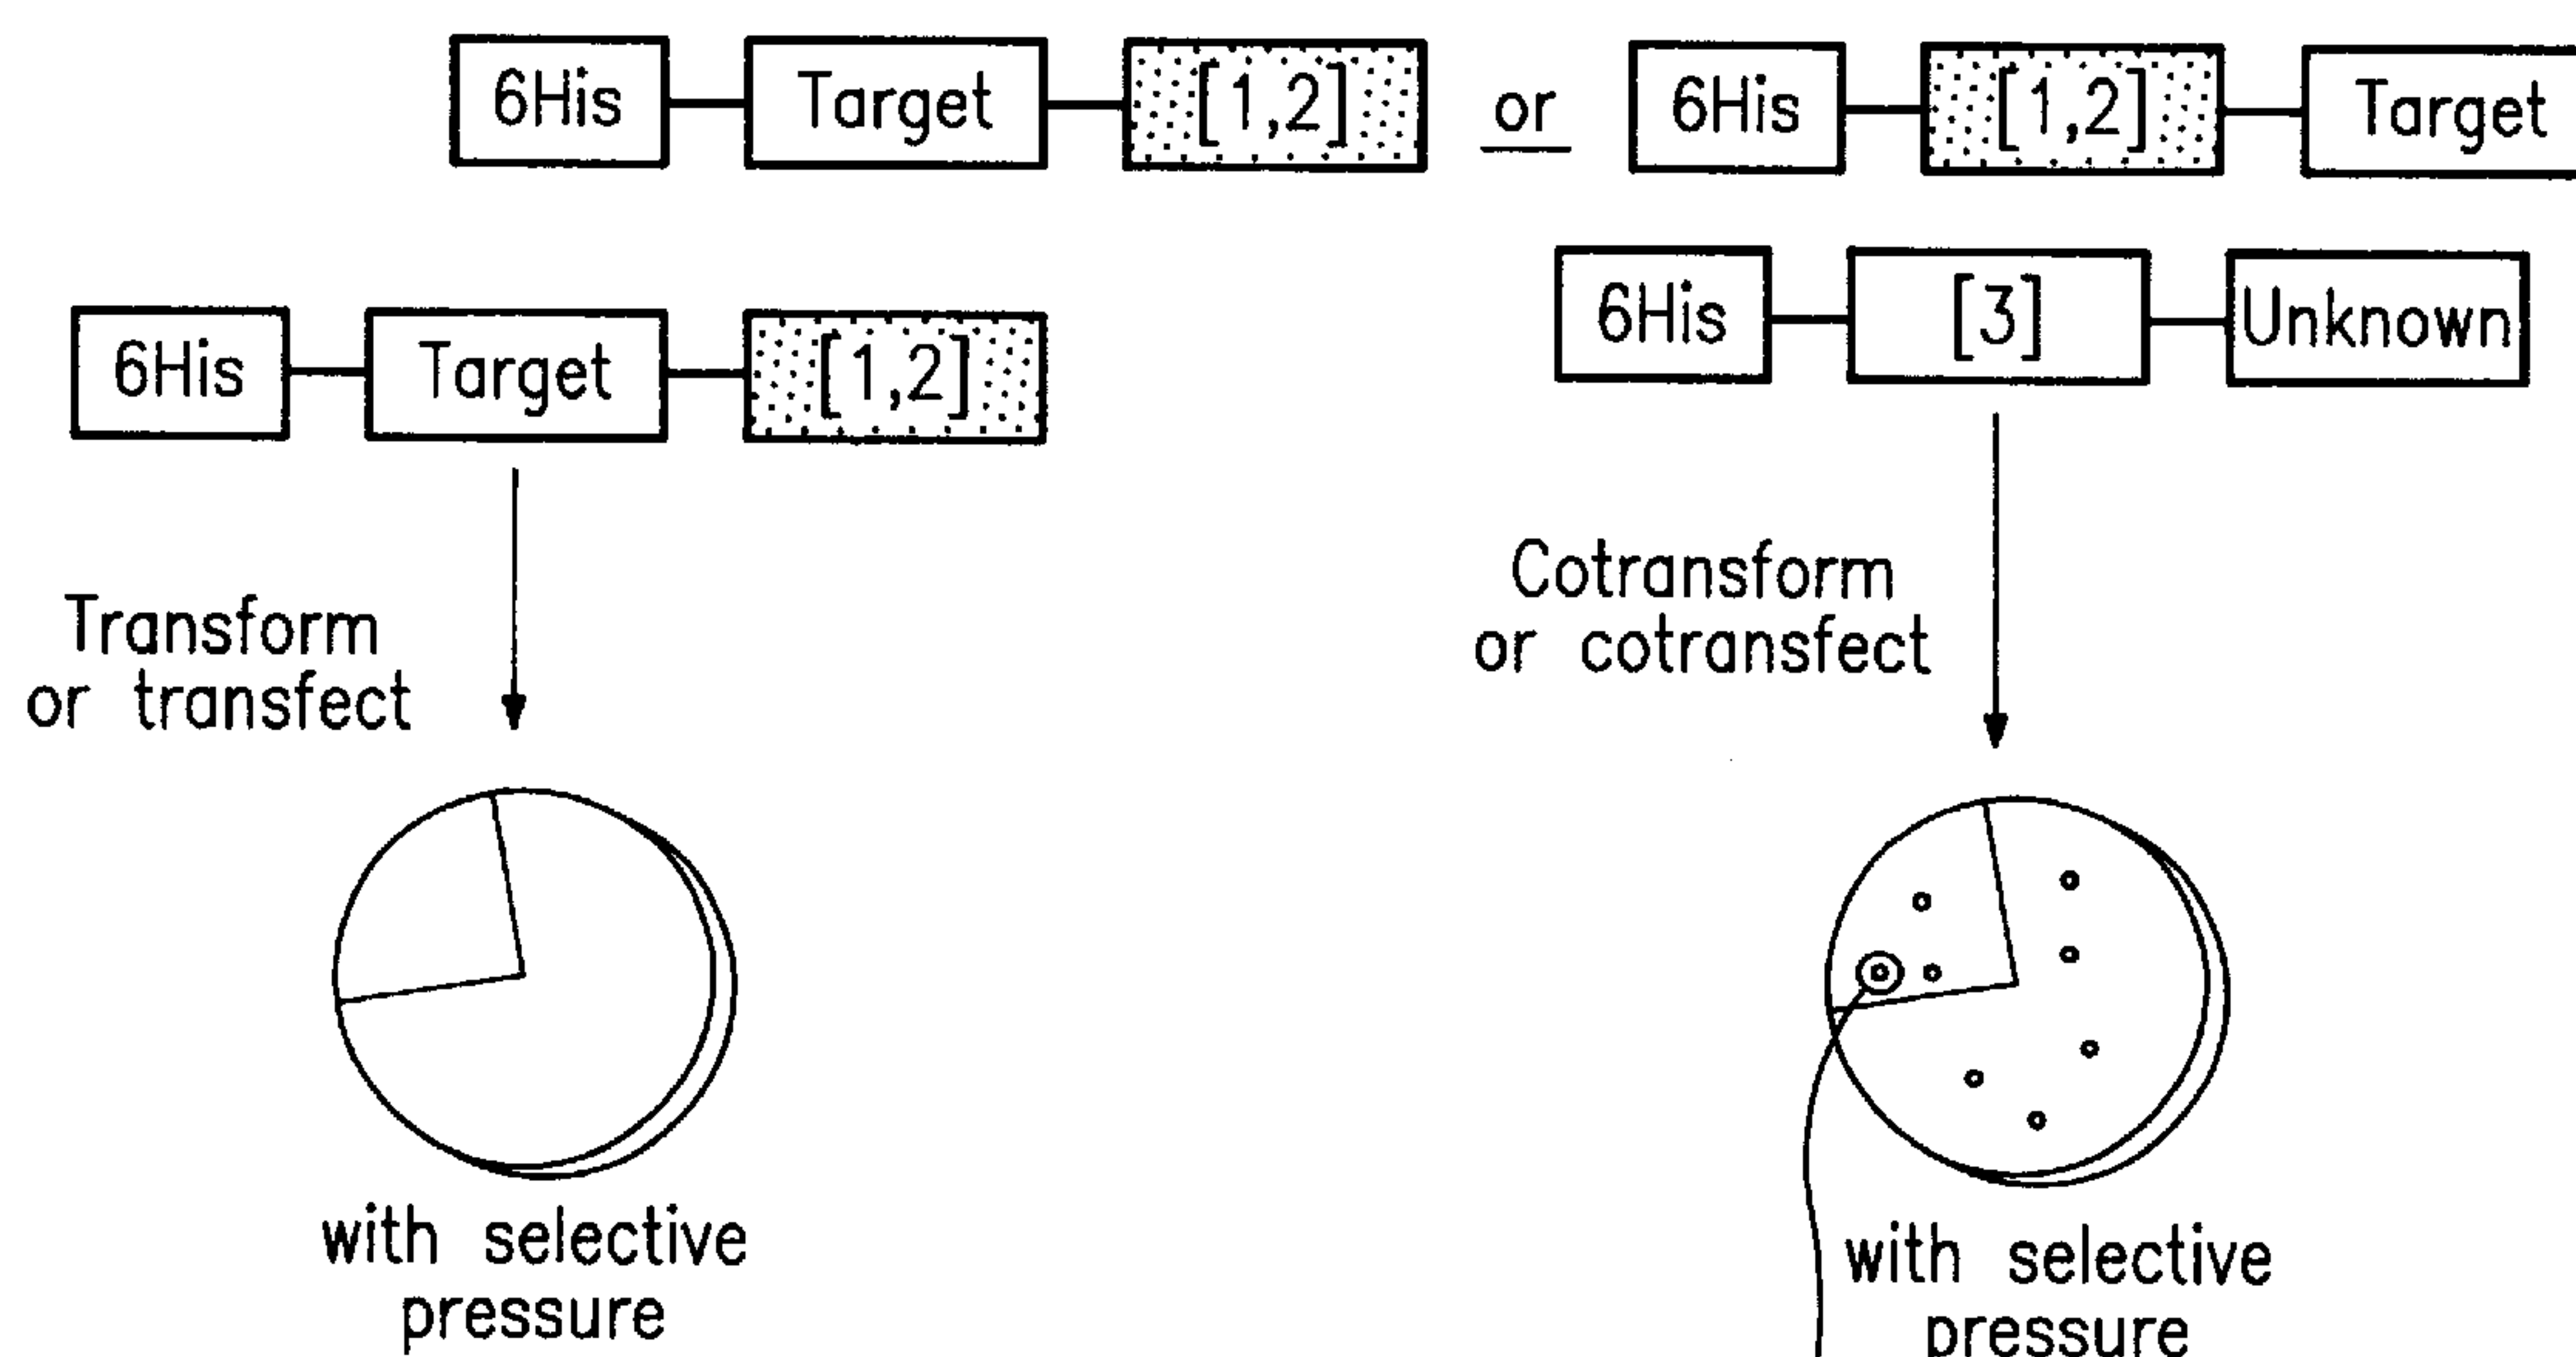 6His Target [1,2] or 6His [1,2] Target
6His [3] Unknown
6His Target [1,2]
Cotransform
or cotransfect
Transform
or transfect
with selective
pressure
with selective
pressure